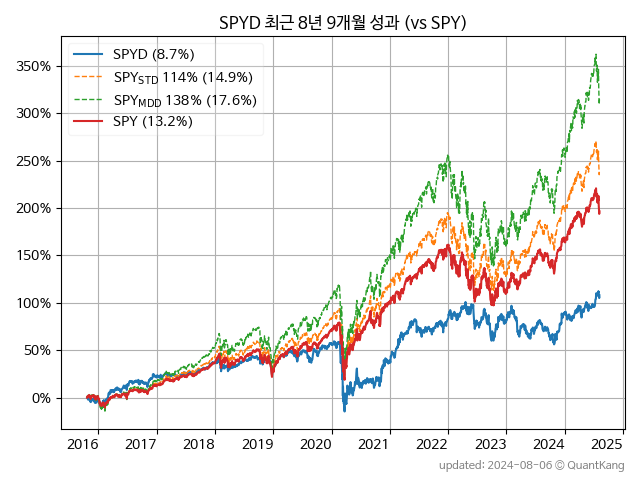 SPYD 최근 8년 9개월 성과 (vs SPY)
SPYD (8.7%)
SPYSTD 114% (14.9%)
SPYMDD 138% (17.6%)
SPY (13.2%)
350%
300%
250%
200%
150%
100%
50%
0%
2016 2017 2018 2019 2020 2021 2022 2023 2024 2025
updated: 2024-08-06 © QuantKang